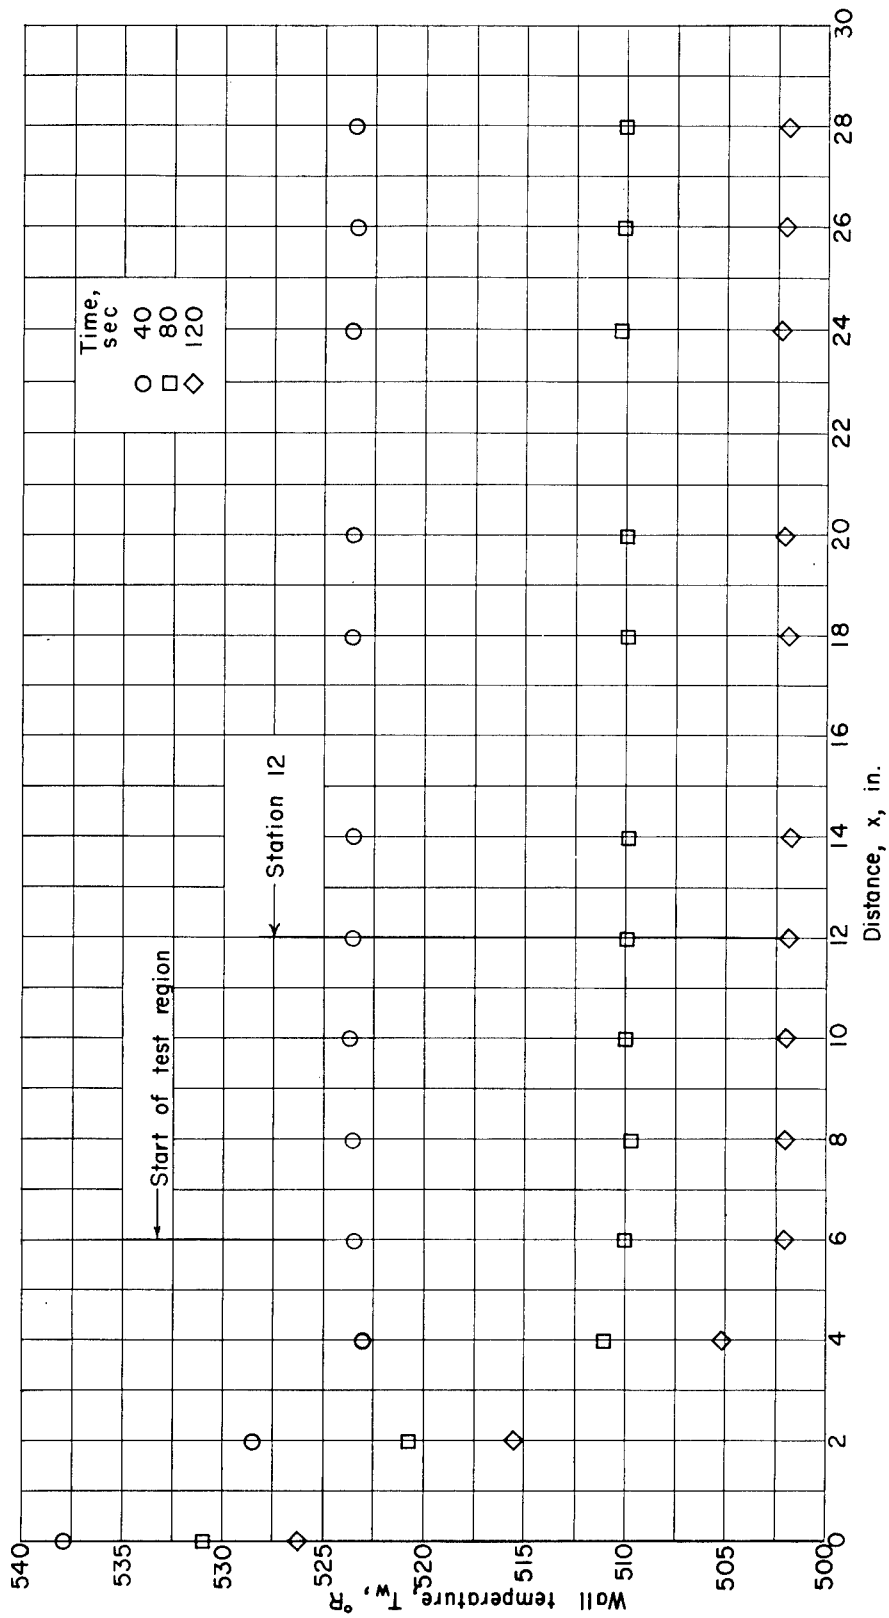 Time,
sec
40
80
120
Start of test region
Station 12
540
535
530
525
520
515
510
505
500
Wall temperature, Tw, °R
0 2 4 6 8 10 12 14 16 18 20 22 24 26 28 30
Distance, x, in.